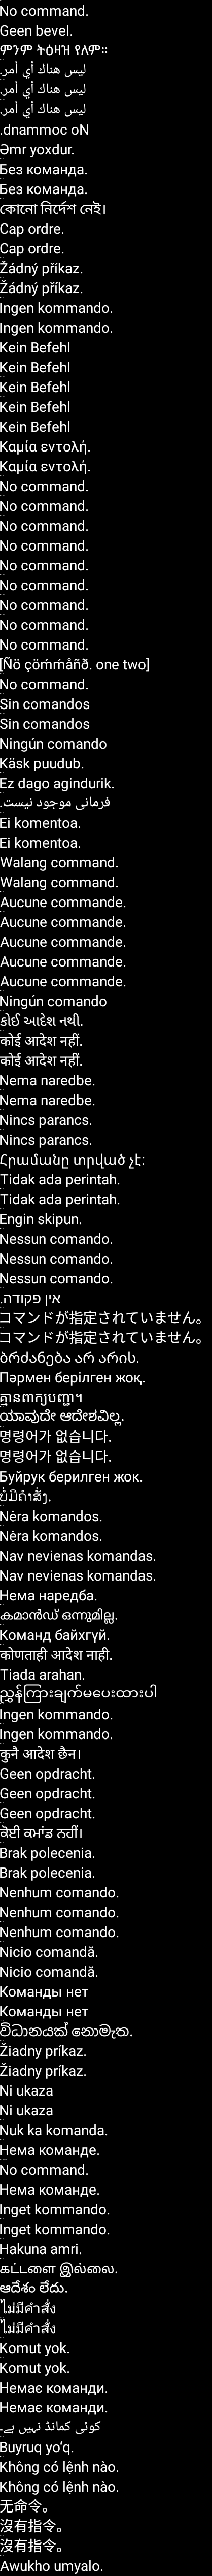 No command.
Geen bevel.
ምንም ትዕዛዝ የለም።
ليس هناك أي أمر.
ليس هناك أي أمر.
ليس هناك أي أمر.
.dnammoc oN
Əmr yoxdur.
Без команда.
Без команда.
কোনো নির্দেশ নেই।
Cap ordre.
Cap ordre.
Žádný příkaz.
Žádný příkaz.
Ingen kommando.
Ingen kommando.
Kein Befehl
Kein Befehl
Kein Befehl
Kein Befehl
Kein Befehl
Καμία εντολή.
Καμία εντολή.
No command.
No command.
No command.
No command.
No command.
No command.
No command.
No command.
No command.
[Ñö çöḿḿåñð. one two]
No command.
Sin comandos
Sin comandos
Ningún comando
Käsk puudub.
Ez dago agindurik.
فرمانی موجود نیست.
Ei komentoa.
Ei komentoa.
Walang command.
Walang command.
Aucune commande.
Aucune commande.
Aucune commande.
Aucune commande.
Aucune commande.
Ningún comando
કોઈ આદેશ નથી.
कोई आदेश नहीं.
कोई आदेश नहीं.
Nema naredbe.
Nema naredbe.
Nincs parancs.
Nincs parancs.
Հրամանը տրված չէ:
Tidak ada perintah.
Tidak ada perintah.
Engin skipun.
Nessun comando.
Nessun comando.
Nessun comando.
אין פקודה.
コマンドが指定されていません。
コマンドが指定されていません。
ბრძანება არ არის.
Пәрмен берілген жоқ.
គ្មានពាក្យបញ្ជា។
ಯಾವುದೇ ಆದೇಶವಿಲ್ಲ.
명령어가 없습니다.
명령어가 없습니다.
Буйрук берилген жок.
ບໍ່ມີຄຳສັ່ງ.
Nėra komandos.
Nėra komandos.
Nav nevienas komandas.
Nav nevienas komandas.
Нема наредба.
കമാൻഡ് ഒന്നുമില്ല.
Команд байхгүй.
कोणताही आदेश नाही.
Tiada arahan.
ညွှန်ကြားချက်မပေးထားပါ
Ingen kommando.
Ingen kommando.
कुनै आदेश छैन।
Geen opdracht.
Geen opdracht.
Geen opdracht.
ਕੋਈ ਕਮਾਂਡ ਨਹੀਂ।
Brak polecenia.
Brak polecenia.
Nenhum comando.
Nenhum comando.
Nenhum comando.
Nicio comandă.
Nicio comandă.
Команды нет
Команды нет
විධානයක් නොමැත.
Žiadny príkaz.
Žiadny príkaz.
Ni ukaza
Ni ukaza
Nuk ka komanda.
Нема команде.
No command.
Нема команде.
Inget kommando.
Inget kommando.
Hakuna amri.
கட்டளை இல்லை.
ఆదేశం లేదు.
ไม่มีคำสั่ง
ไม่มีคำสั่ง
Komut yok.
Komut yok.
Немає команди.
Немає команди.
کوئی کمانڈ نہیں ہے۔
Buyruq yo‘q.
Không có lệnh nào.
Không có lệnh nào.
无命令。
沒有指令。
沒有指令。
Awukho umyalo.